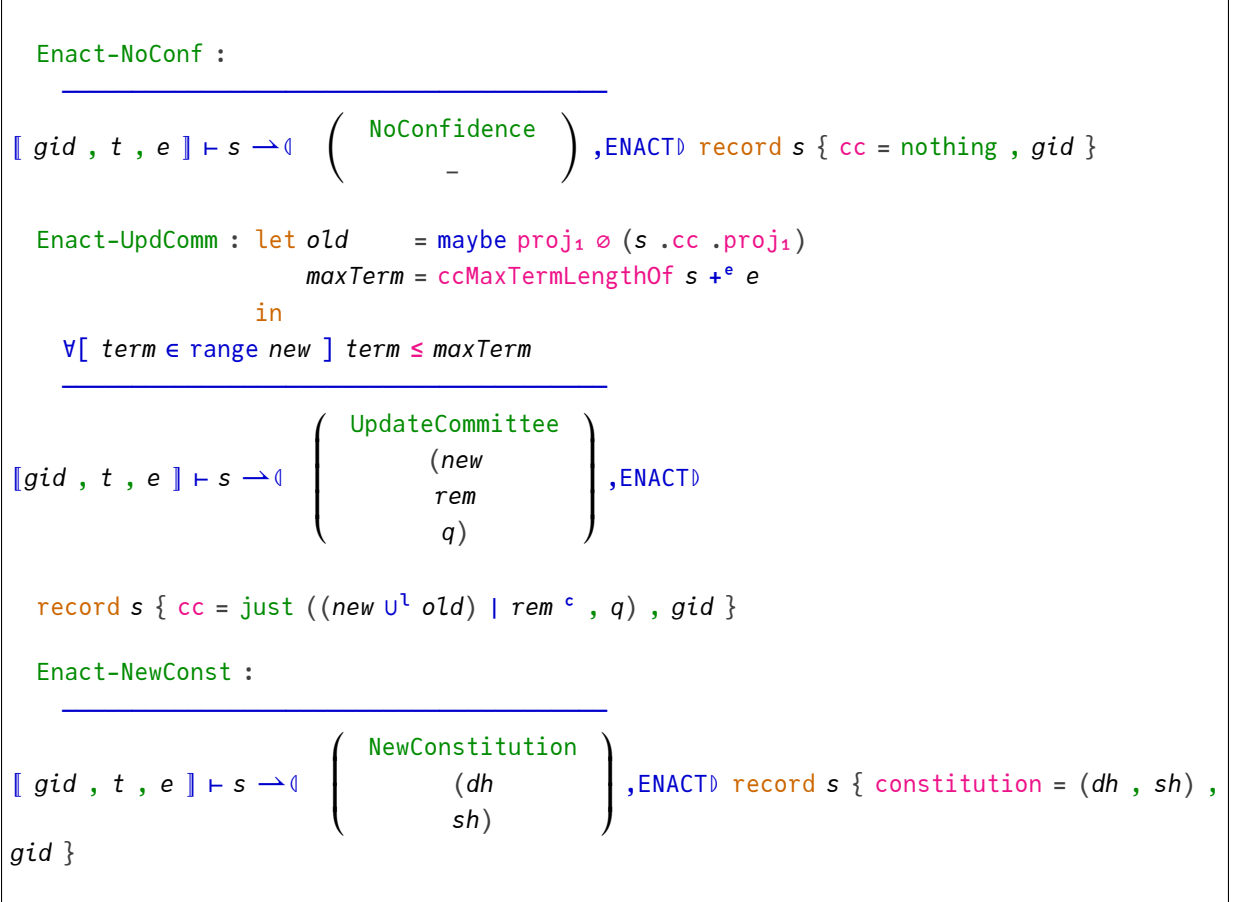 Enact-NoConf :
⟦ gid , t , e ⟧ ⊢ s ⇀⦇ ( NoConfidence ) ,ENACT⦈ record s { cc = nothing , gid }
_
Enact-UpdComm : let old = maybe proj₁ ∅ (s .cc .proj₁)
maxTerm = ccMaxTermLengthOf s +ᵉ e
in
∀[ term ∈ range new ] term ≤ maxTerm
UpdateCommittee
(new
⟦gid , t , e ⟧ ⊢ s ⇀⦇ ,ENACT⦈
rem
q)
record s { cc = just ((new ∪ˡ old) ∣ rem ᶜ , q) , gid }
Enact-NewConst :
NewConstitution
⟦ gid , t , e ⟧ ⊢ s ⇀⦇ (dh ,ENACT⦈ record s { constitution = (dh , sh) ,
sh)
gid }